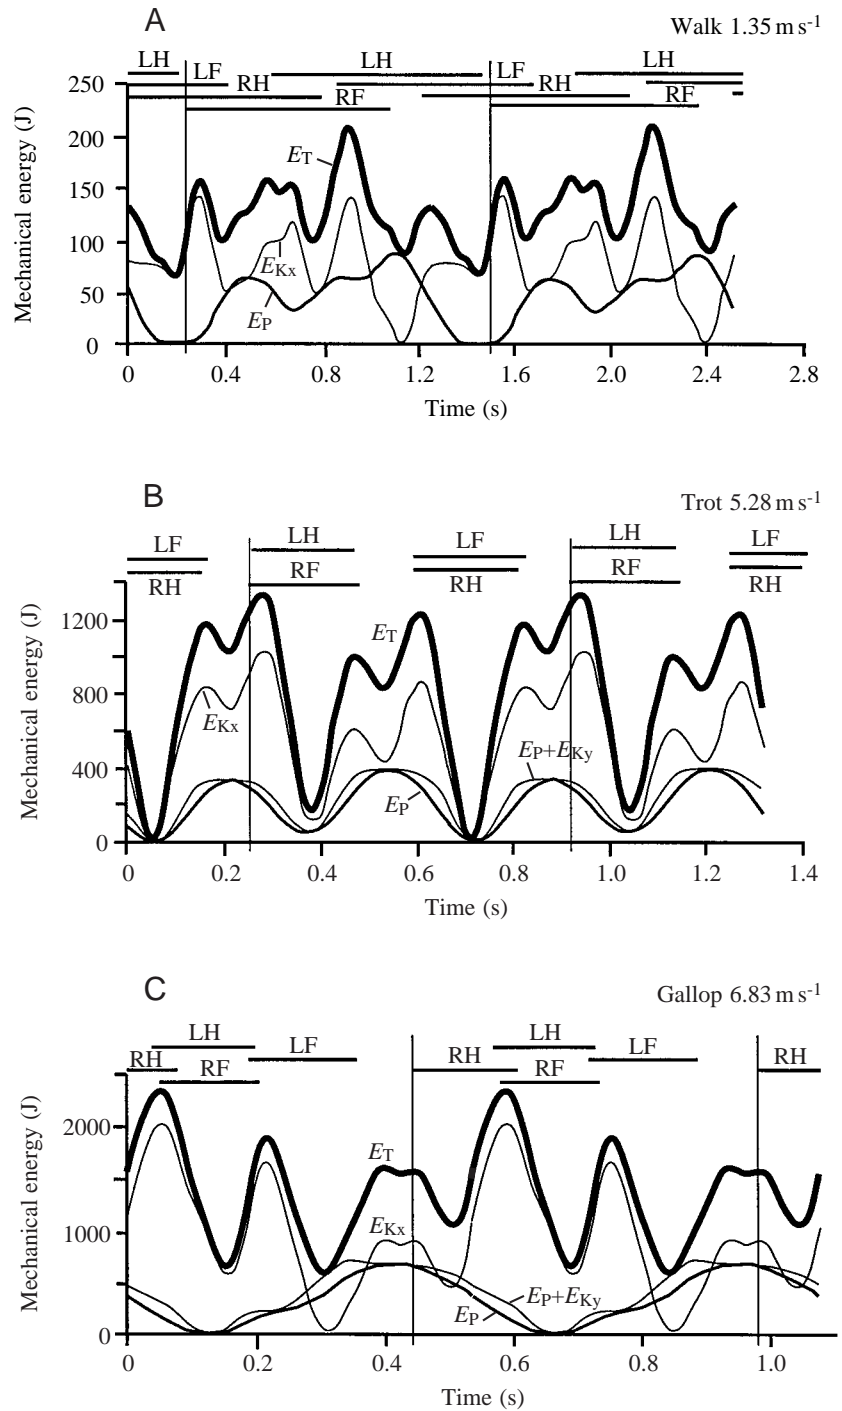 A
Walk 1.35 m s-1
LH LH LH
LF LF
RH RH
RF RF
250
200
150
100
50
0
Mechanical energy (J)
ET
EKx
EP
0 0.4 0.8 1.2 1.6 2.0 2.4 2.8
Time (s)
B
Trot 5.28 m s-1
LF LH LF LH LF
RH RF RH RF RH
1200
800
400
0
Mechanical energy (J)
ET
EKx
EP+EKy
EP
0 0.2 0.4 0.6 0.8 1.0 1.2 1.4
Time (s)
C
Gallop 6.83 m s-1
LH LF LH LF
RH RF RH RF RH
2000
1000
0
Mechanical energy (J)
ET
EKx
EP+EKy
EP
0 0.2 0.4 0.6 0.8 1.0
Time (s)